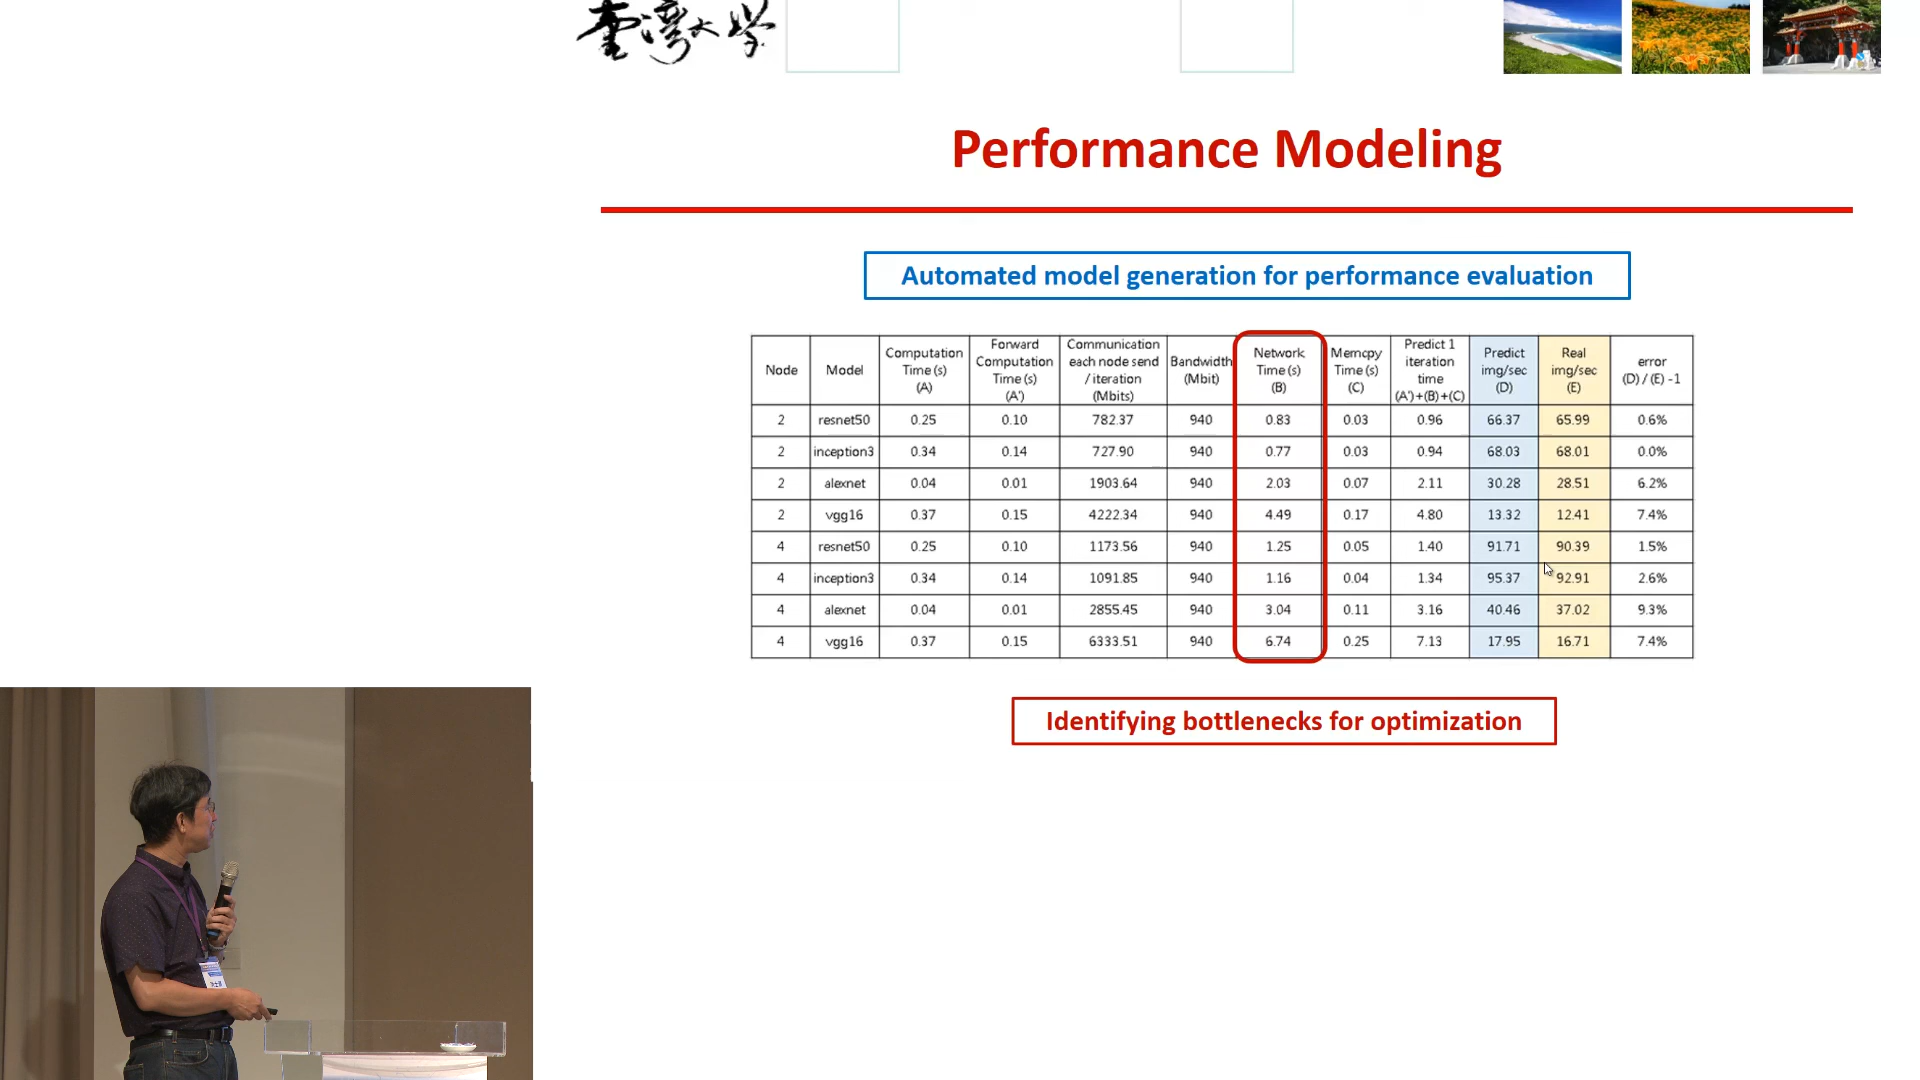 臺灣大學
Performance Modeling
Automated model generation for performance evaluation
Node Model Computation Time (s) (A) Forward Computation Time (s) (A') Communication each node send / iteration (Mbits) Bandwidth (Mbit) Network Time (s) (B) Memcpy Time (s) (C) Predict 1 iteration time (A')+(B)+(C) Predict img/sec (D) Real img/sec (E) error (D) / (E) -1
2 resnet50 0.25 0.10 782.37 940 0.83 0.03 0.96 66.37 65.99 0.6%
2 inception3 0.34 0.14 727.90 940 0.77 0.03 0.94 68.03 68.01 0.0%
2 alexnet 0.04 0.01 1903.64 940 2.03 0.07 2.11 30.28 28.51 6.2%
2 vgg16 0.37 0.15 4222.34 940 4.49 0.17 4.80 13.32 12.41 7.4%
4 resnet50 0.25 0.10 1173.56 940 1.25 0.05 1.40 91.71 90.39 1.5%
4 inception3 0.34 0.14 1091.85 940 1.16 0.04 1.34 95.37 92.91 2.6%
4 alexnet 0.04 0.01 2855.45 940 3.04 0.11 3.16 40.46 37.02 9.3%
4 vgg16 0.37 0.15 6333.51 940 6.74 0.25 7.13 17.95 16.71 7.4%
Identifying bottlenecks for optimization